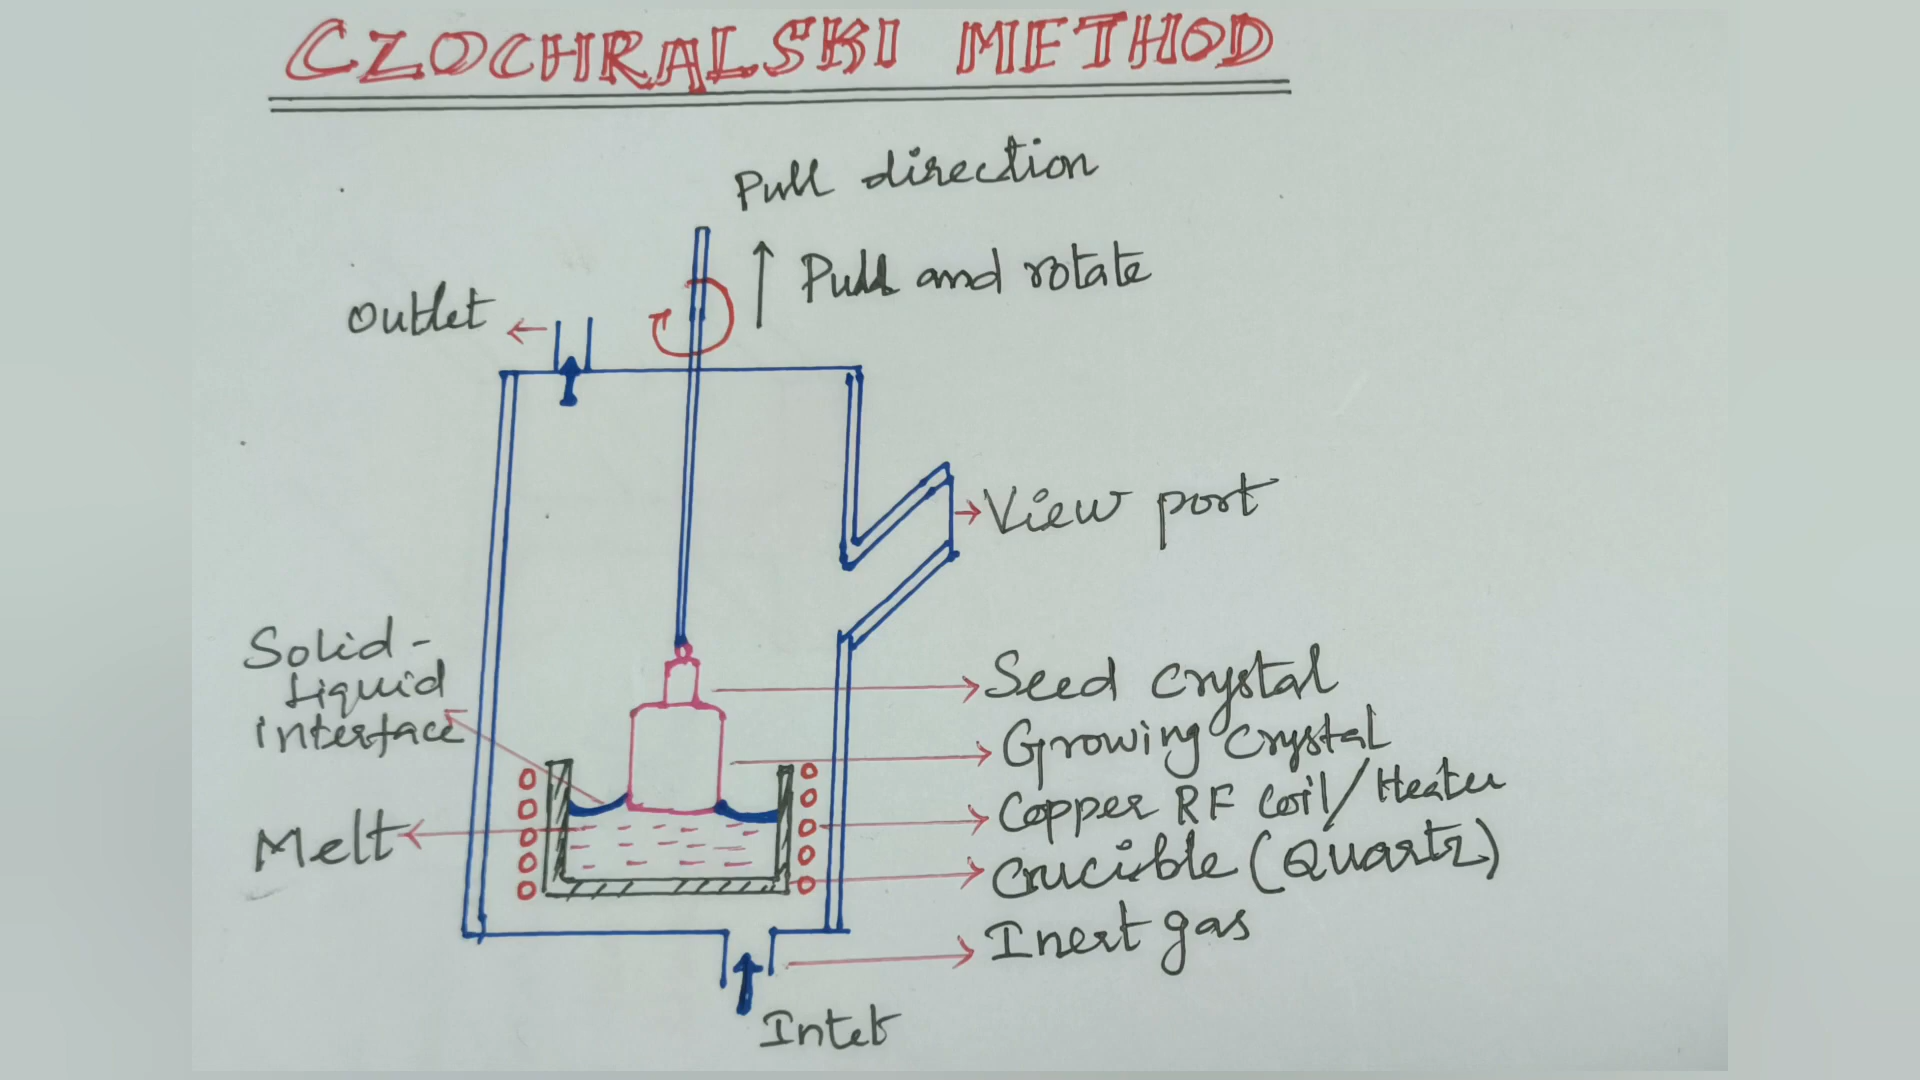 CZOCHRALSKI METHOD
Pull direction
Pull and rotate
Outlet
View port
Solid-
Liquid
interface
Seed crystal
Growing crystal
Copper RF Coil/Heater
Melt
Crucible (Quartz)
Inert gas
Intet